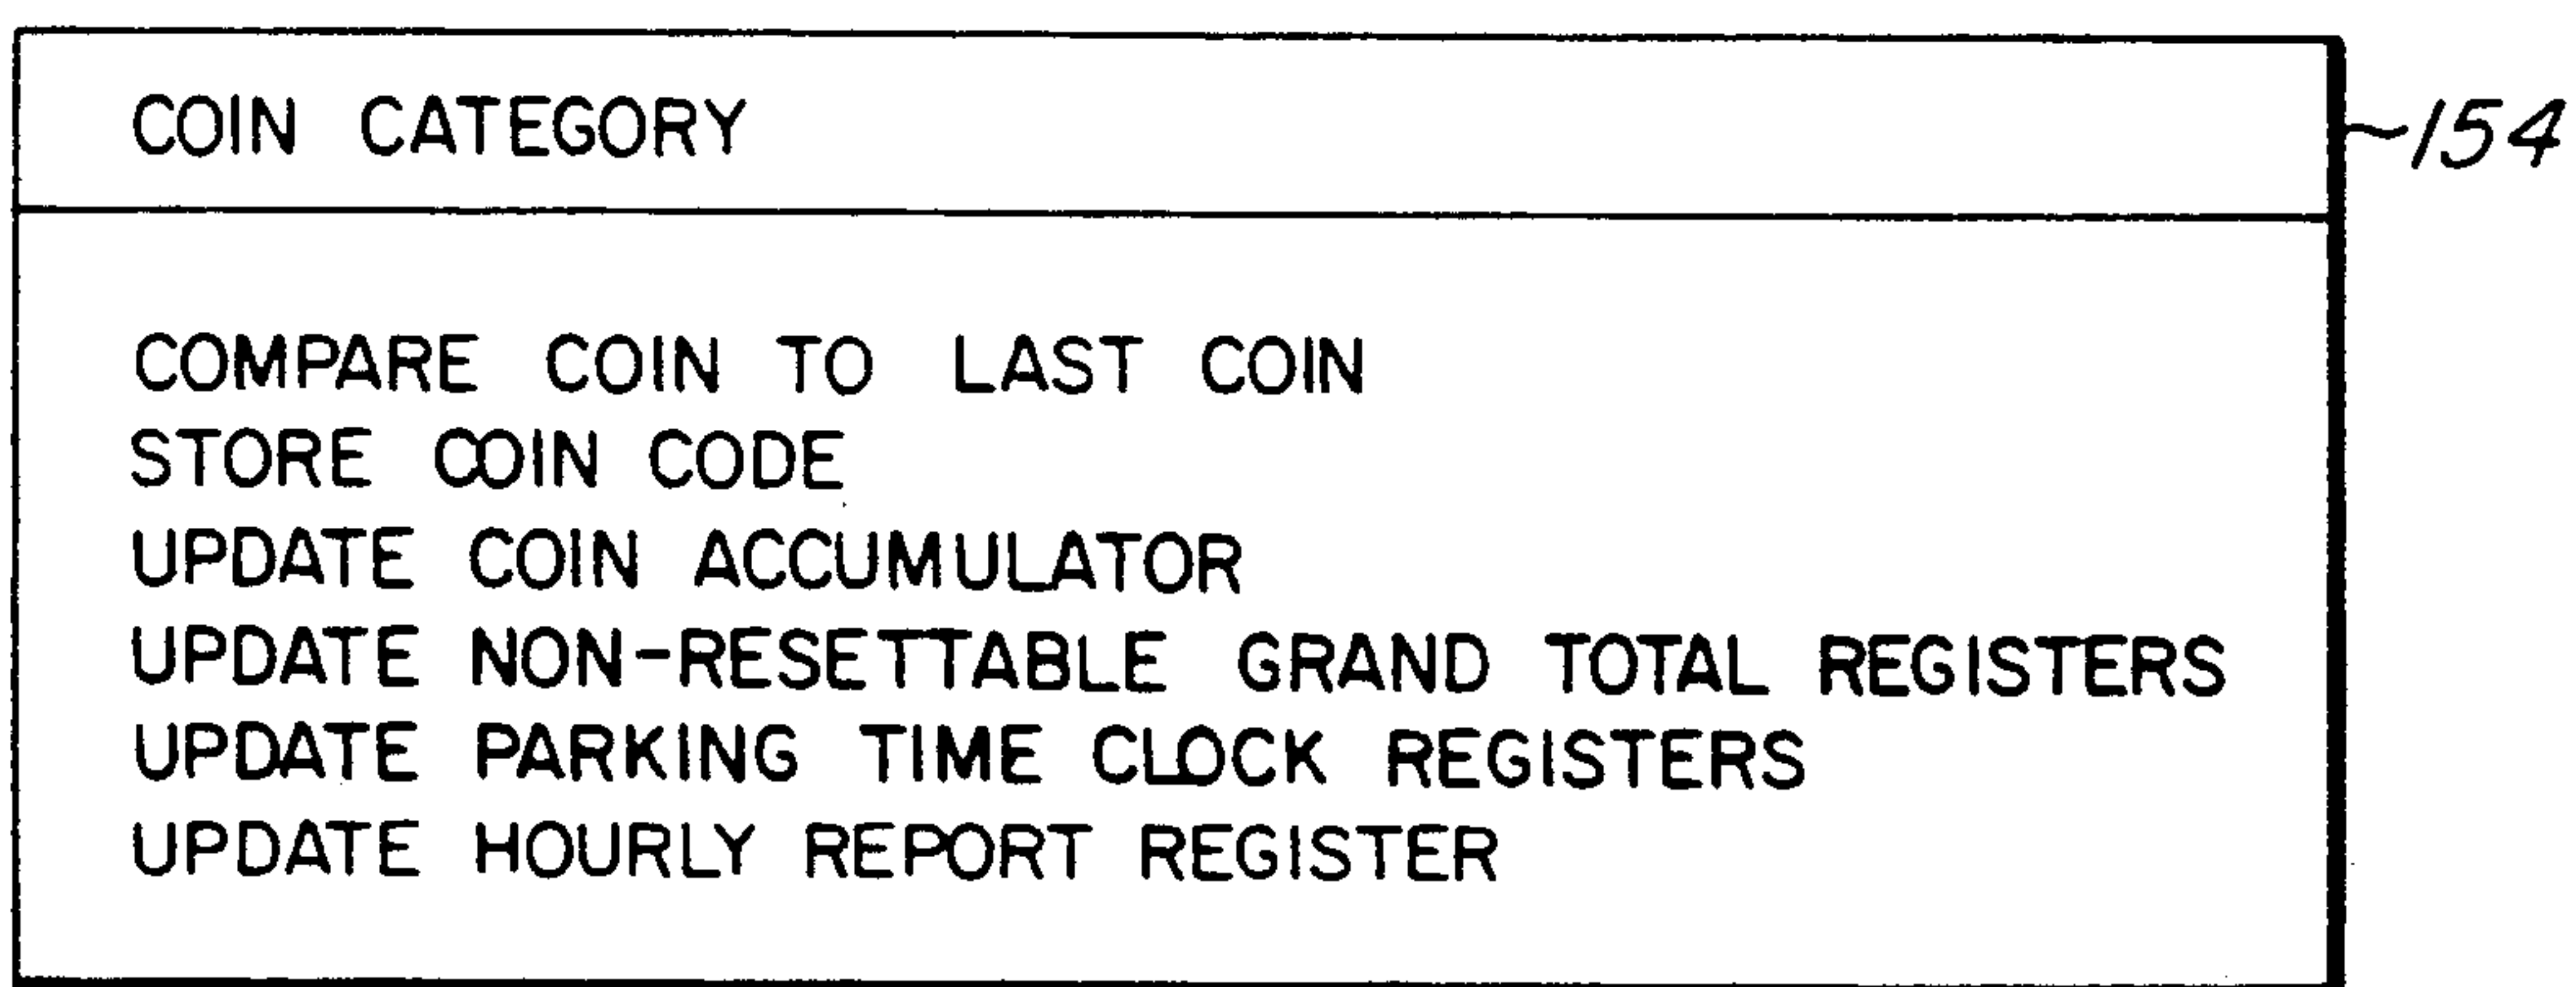 COIN CATEGORY
~154
COMPARE COIN TO LAST COIN
STORE COIN CODE
UPDATE COIN ACCUMULATOR
UPDATE NON-RESETTABLE GRAND TOTAL REGISTERS
UPDATE PARKING TIME CLOCK REGISTERS
UPDATE HOURLY REPORT REGISTER